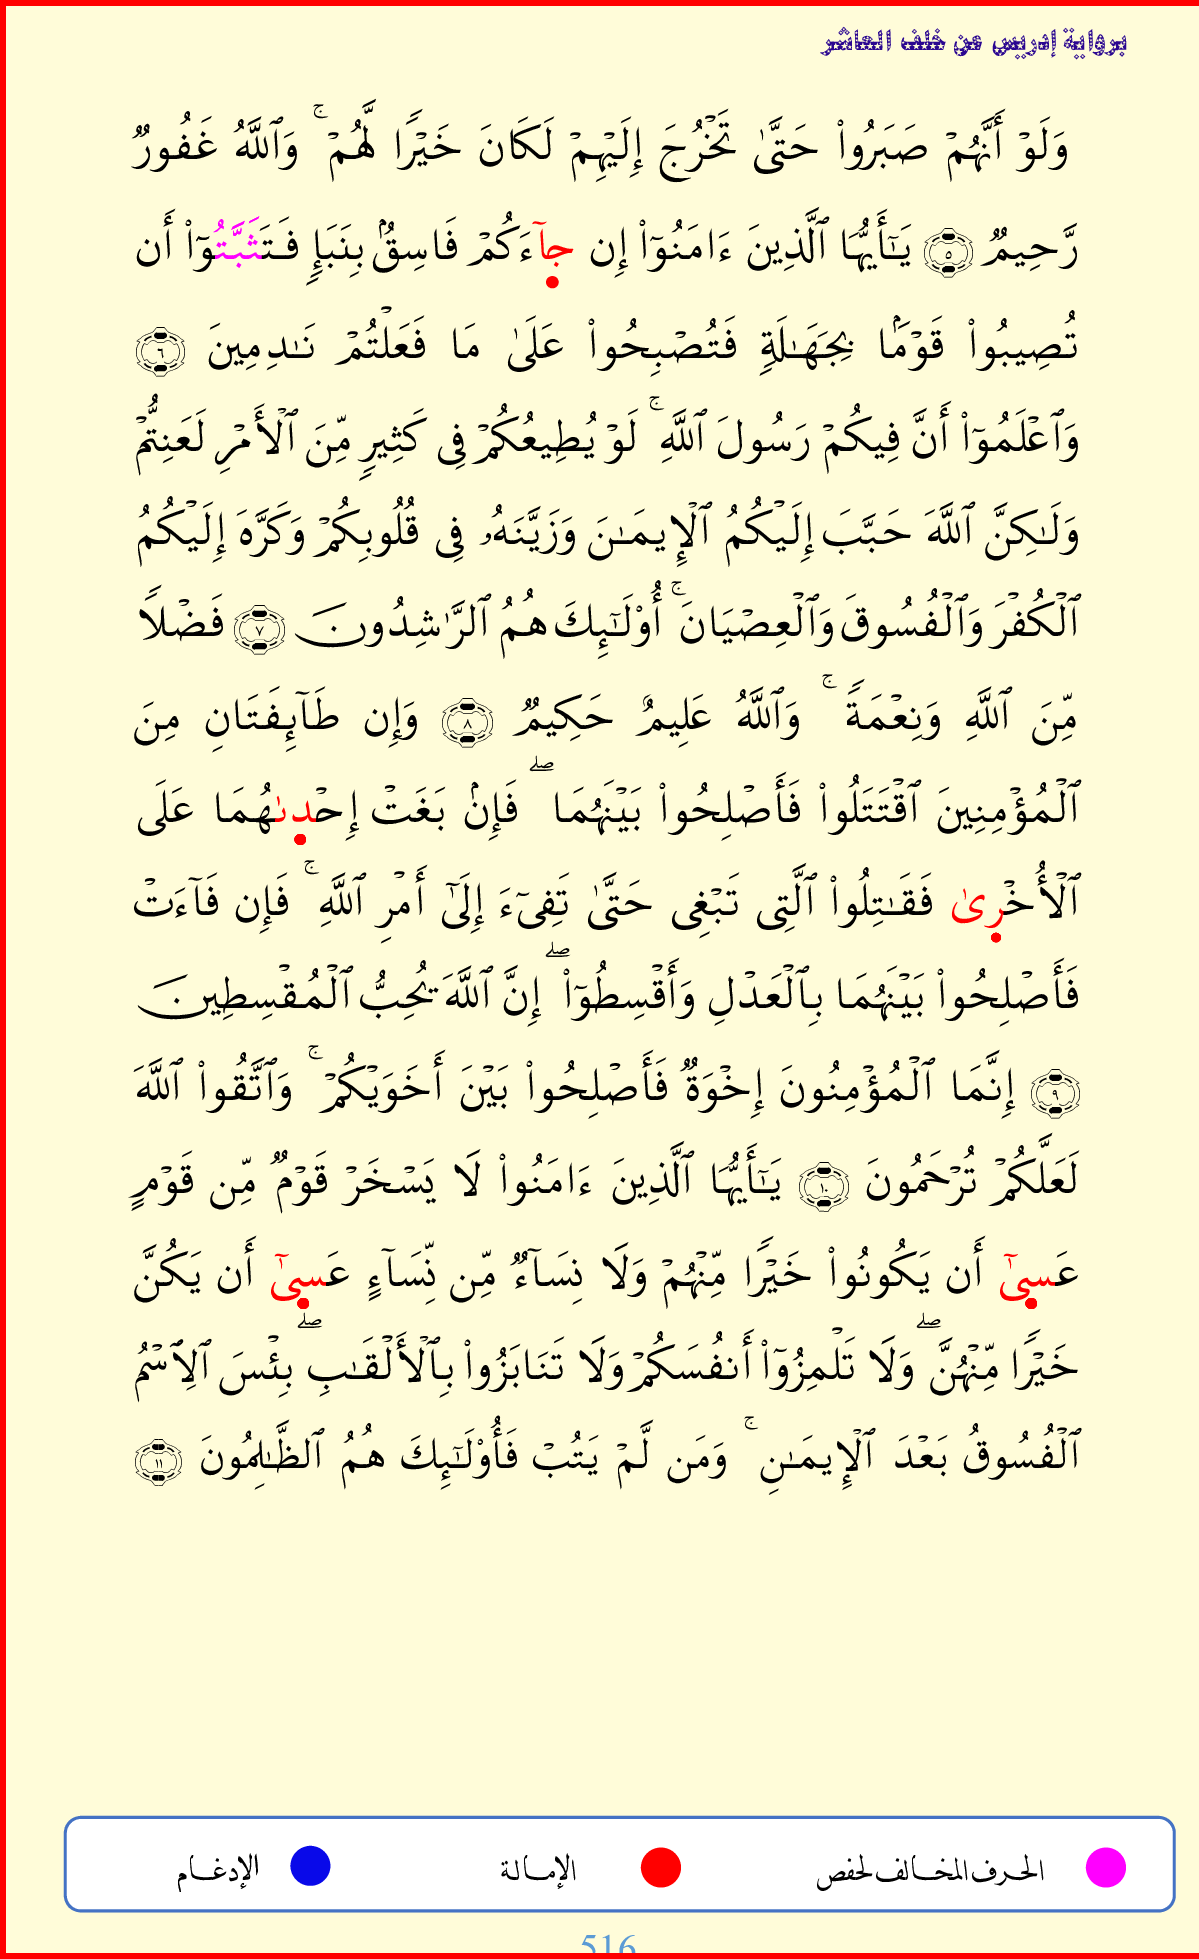 برواية إدريس عن خلف العاشر
وَلَوۡ أَنَّهُمۡ صَبَرُواْ حَتَّىٰ تَخۡرُجَ إِلَيۡهِمۡ لَكَانَ خَيۡرٗا لَّهُمۡۚ وَٱللَّهُ غَفُورٞ
رَّحِيمٞ ٥ يَـٰٓأَيُّهَا ٱلَّذِينَ ءَامَنُوٓاْ إِن جآءَكُمۡ فَاسِقُۢ بِنَبَإٖ فَتَثَبَّتُوٓاْ أَن
تُصِيبُواْ قَوۡمَۢا بِجَهَـٰلَةٖ فَتُصۡبِحُواْ عَلَىٰ مَا فَعَلۡتُمۡ نَـٰدِمِينَ ٦
وَٱعۡلَمُوٓاْ أَنَّ فِيكُمۡ رَسُولَ ٱللَّهِۚ لَوۡ يُطِيعُكُمۡ فِي كَثِيرٖ مِّنَ ٱلۡأَمۡرِ لَعَنِتُّمۡ
وَلَـٰكِنَّ ٱللَّهَ حَبَّبَ إِلَيۡكُمُ ٱلۡإِيمَـٰنَ وَزَيَّنَهُۥ فِي قُلُوبِكُمۡ وَكَرَّهَ إِلَيۡكُمُ
ٱلۡكُفۡرَ وَٱلۡفُسُوقَ وَٱلۡعِصۡيَانَۚ أُوْلَـٰٓئِكَ هُمُ ٱلرَّٰشِدُونَ ٧ فَضۡلٗا
مِّنَ ٱللَّهِ وَنِعۡمَةٗۚ وَٱللَّهُ عَلِيمٌ حَكِيمٞ ٨ وَإِن طَآئِفَتَانِ مِنَ
ٱلۡمُؤۡمِنِينَ ٱقۡتَتَلُواْ فَأَصۡلِحُواْ بَيۡنَهُمَاۖ فَإِنۢ بَغَتۡ إِحۡدىٰهُمَا عَلَى
ٱلۡأُخۡرىٰ فَقَـٰتِلُواْ ٱلَّتِي تَبۡغِي حَتَّىٰ تَفِيٓءَ إِلَىٰٓ أَمۡرِ ٱللَّهِۚ فَإِن فَآءَتۡ
فَأَصۡلِحُواْ بَيۡنَهُمَا بِٱلۡعَدۡلِ وَأَقۡسِطُوٓاْۖ إِنَّ ٱللَّهَ يُحِبُّ ٱلۡمُقۡسِطِينَ
٩ إِنَّمَا ٱلۡمُؤۡمِنُونَ إِخۡوَةٞ فَأَصۡلِحُواْ بَيۡنَ أَخَوَيۡكُمۡۚ وَٱتَّقُواْ ٱللَّهَ
لَعَلَّكُمۡ تُرۡحَمُونَ ١٠ يَـٰٓأَيُّهَا ٱلَّذِينَ ءَامَنُواْ لَا يَسۡخَرۡ قَوۡمٞ مِّن قَوۡمٍ
عَسىٰٓ أَن يَكُونُواْ خَيۡرٗا مِّنۡهُمۡ وَلَا نِسَآءٞ مِّن نِّسَآءٍ عَسىٰٓ أَن يَكُنَّ
خَيۡرٗا مِّنۡهُنَّۖ وَلَا تَلۡمِزُوٓاْ أَنفُسَكُمۡ وَلَا تَنَابَزُواْ بِٱلۡأَلۡقَـٰبِۖ بِئۡسَ ٱلِٱسۡمُ
ٱلۡفُسُوقُ بَعۡدَ ٱلۡإِيمَـٰنِۚ وَمَن لَّمۡ يَتُبۡ فَأُوْلَـٰٓئِكَ هُمُ ٱلظَّـٰلِمُونَ ١١
الحرف المخالف لحفص الإمالة الإدغام
516